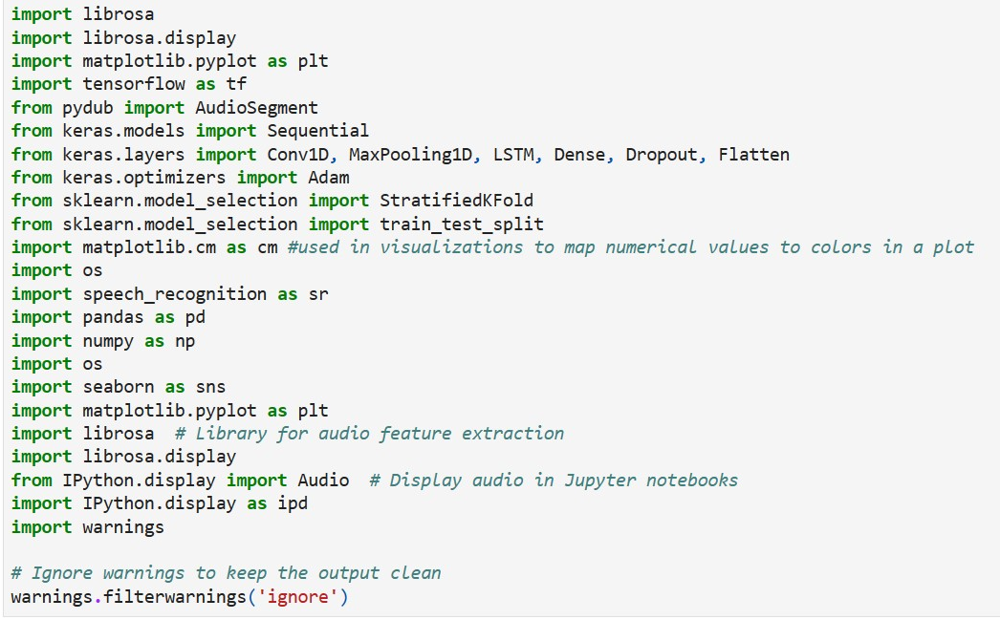 import librosa
import librosa.display
import matplotlib.pyplot as plt
import tensorflow as tf
from pydub import AudioSegment
from keras.models import Sequential
from keras.layers import Conv1D, MaxPooling1D, LSTM, Dense, Dropout, Flatten
from keras.optimizers import Adam
from sklearn.model_selection import StratifiedKFold
from sklearn.model_selection import train_test_split
import matplotlib.cm as cm #used in visualizations to map numerical values to colors in a plot
import os
import speech_recognition as sr
import pandas as pd
import numpy as np
import os
import seaborn as sns
import matplotlib.pyplot as plt
import librosa  # Library for audio feature extraction
import librosa.display
from IPython.display import Audio  # Display audio in Jupyter notebooks
import IPython.display as ipd
import warnings

# Ignore warnings to keep the output clean
warnings.filterwarnings('ignore')